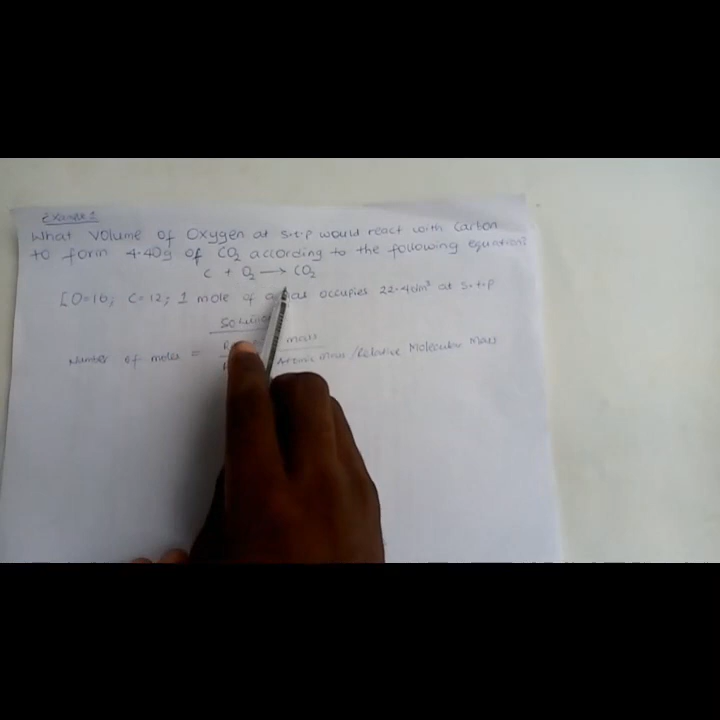 Example 2
What Volume of Oxygen at s.t.p would react with Carbon
to form 4.40g of CO₂ according to the following equation?
C + O₂ → CO₂
[O=16; C=12; 1 mole of a gas occupies 22.4dm³ at s.t.p
Solution
mass
Number of moles = Atomic Mass /Relative Molecular Mass